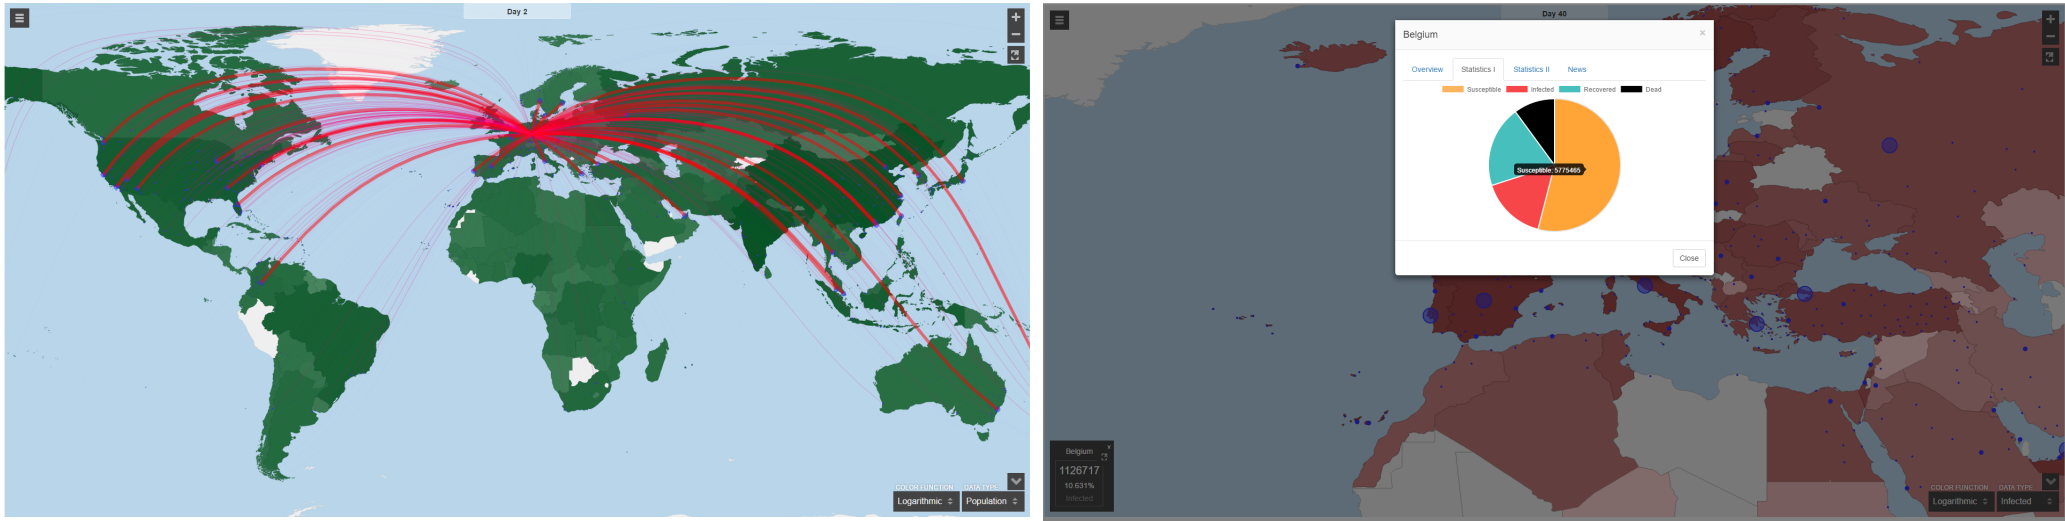 Day 2
COLOR FUNCTION DATA TYPE
Logarithmic Population
Day 40
Belgium ×
Overview Statistics I Statistics II News
Susceptible Infected Recovered Dead
Susceptible: 5775465
Close
Belgium x
1126717
10.631%
Infected
COLOR FUNCTION DATA TYPE
Logarithmic Infected